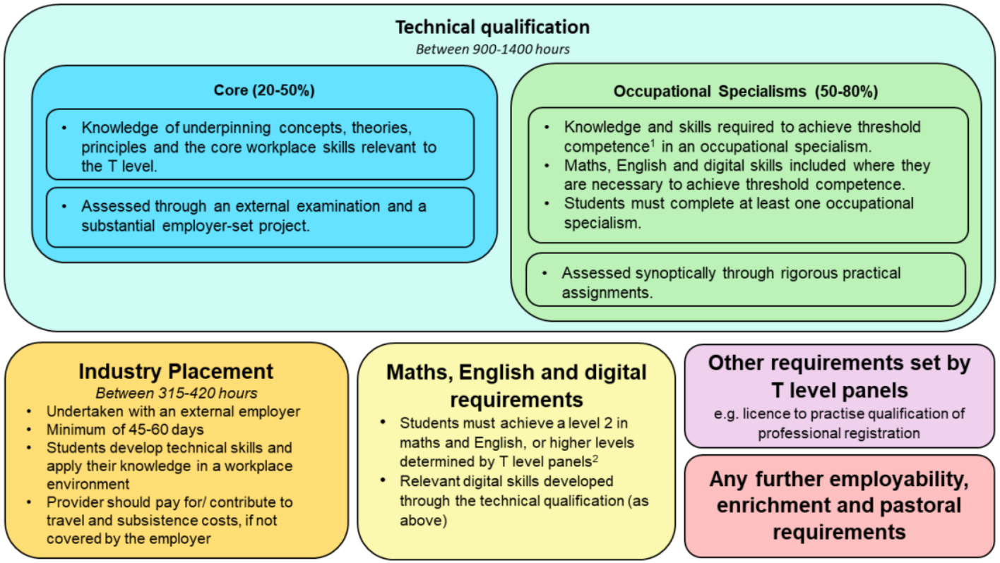 Technical qualification
Between 900-1400 hours
Core (20-50%)
• Knowledge of underpinning concepts, theories,
principles and the core workplace skills relevant to
the T level.
• Assessed through an external examination and a
substantial employer-set project.
Occupational Specialisms (50-80%)
• Knowledge and skills required to achieve threshold
competence¹ in an occupational specialism.
• Maths, English and digital skills included where they
are necessary to achieve threshold competence.
• Students must complete at least one occupational
specialism.
• Assessed synoptically through rigorous practical
assignments.
Industry Placement
Between 315-420 hours
• Undertaken with an external employer
• Minimum of 45-60 days
• Students develop technical skills and
apply their knowledge in a workplace
environment
• Provider should pay for/ contribute to
travel and subsistence costs, if not
covered by the employer
Maths, English and digital
requirements
• Students must achieve a level 2 in
maths and English, or higher levels
determined by T level panels²
• Relevant digital skills developed
through the technical qualification (as
above)
Other requirements set by
T level panels
e.g. licence to practise qualification of
professional registration
Any further employability,
enrichment and pastoral
requirements